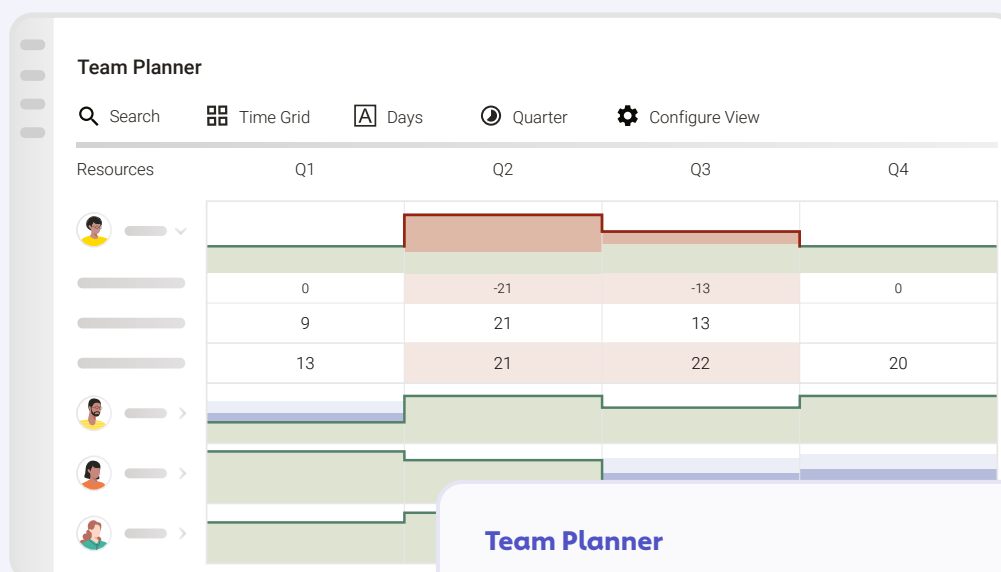 Team Planner
Search Time Grid A Days Quarter Configure View
Resources Q1 Q2 Q3 Q4
0 -21 -13 0
9 21 13
13 21 22 20
Team Planner